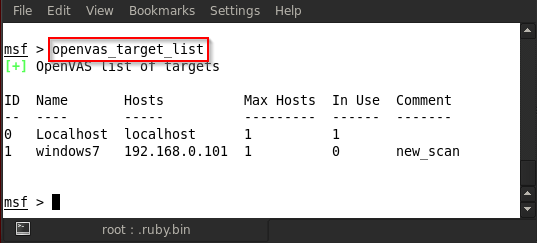 File Edit View Bookmarks Settings Help
msf > openvas_target_list
[+] OpenVAS list of targets
ID Name Hosts Max Hosts In Use Comment
-- ---- ----- --------- ------ -------
0 Localhost localhost 1 1
1 windows7 192.168.0.101 1 0 new_scan
msf >
root : .ruby.bin